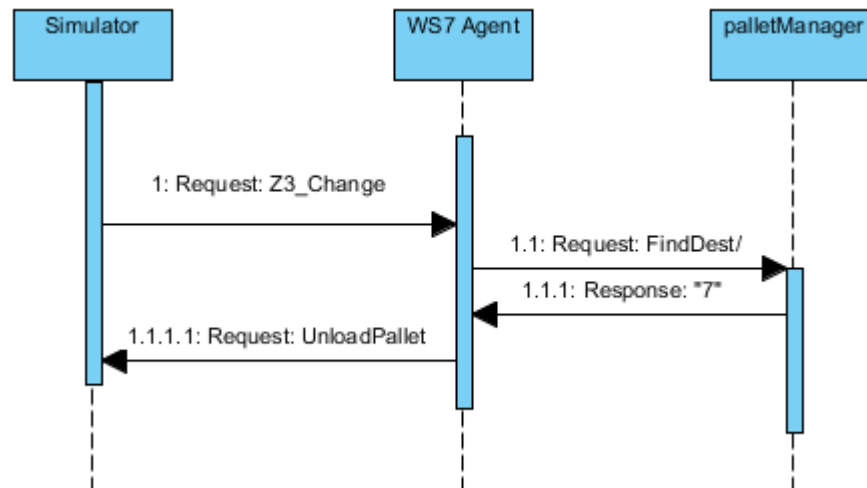 Simulator
WS7 Agent
palletManager
1: Request: Z3_Change
1.1: Request: FindDest/
1.1.1: Response: "7"
1.1.1.1: Request: UnloadPallet